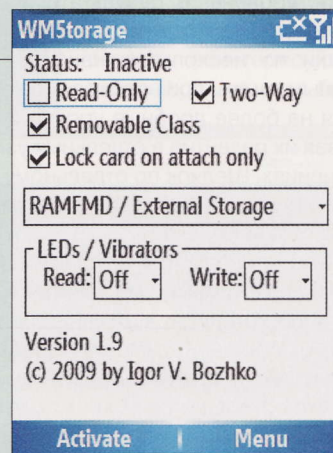 WM5torage
Status: Inactive
Read-Only Two-Way
Removable Class
Lock card on attach only
RAMFMD / External Storage
LEDs / Vibrators
Read: Off Write: Off
Version 1.9
(c) 2009 by Igor V. Bozhko
Activate Menu